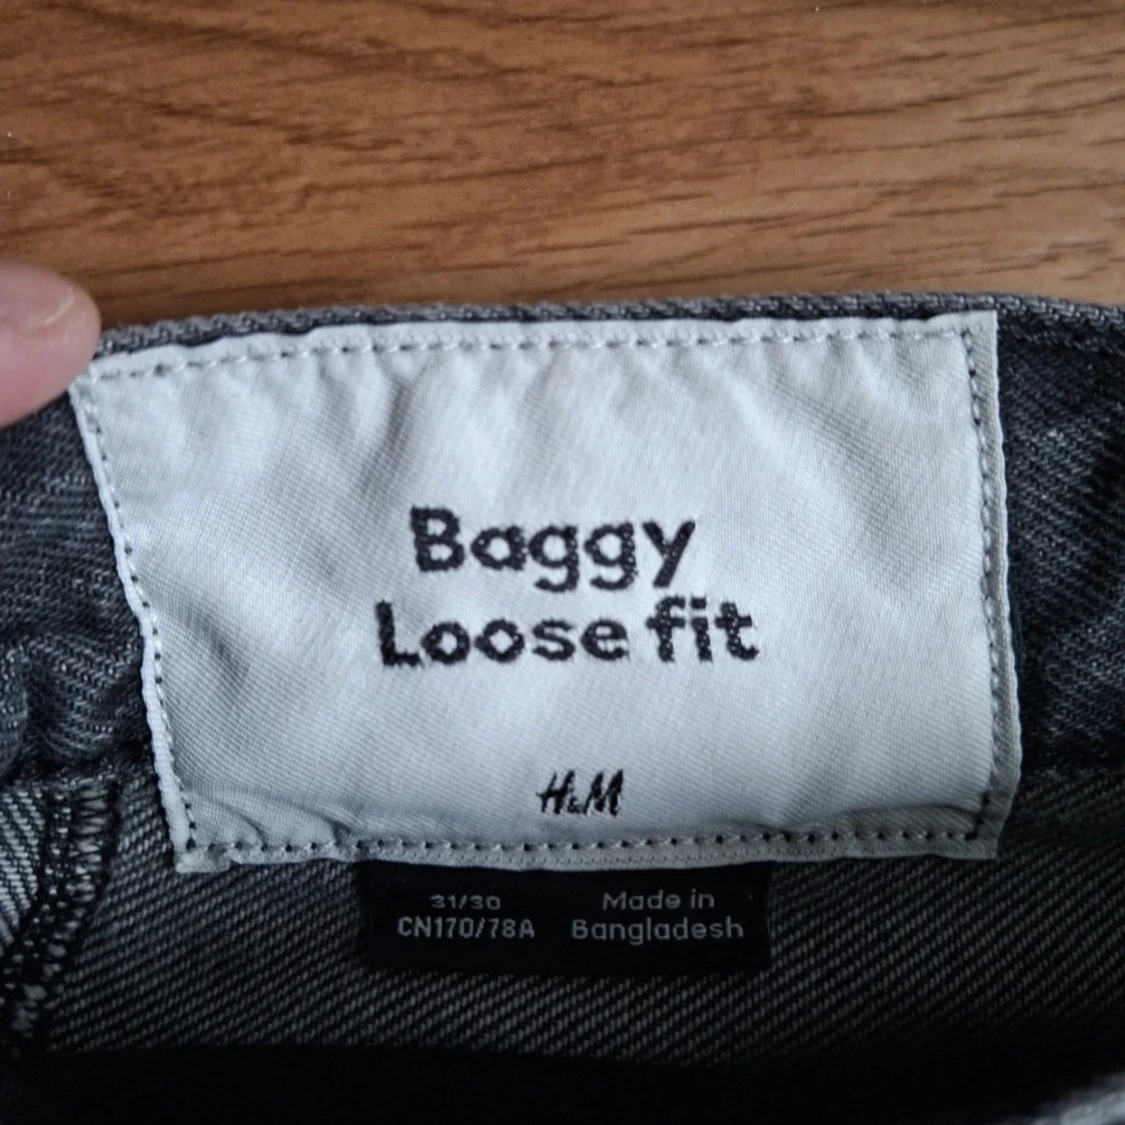 Baggy
Loose fit
H&M
31/30
CN170/78A
Made in
Bangladesh